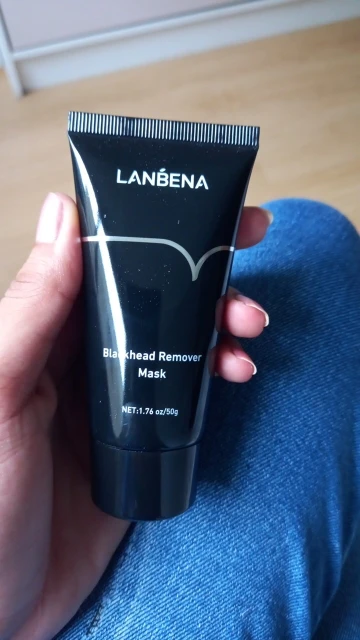 LANBENA
Blackhead Remover
Mask
NET:1.76 oz/50g